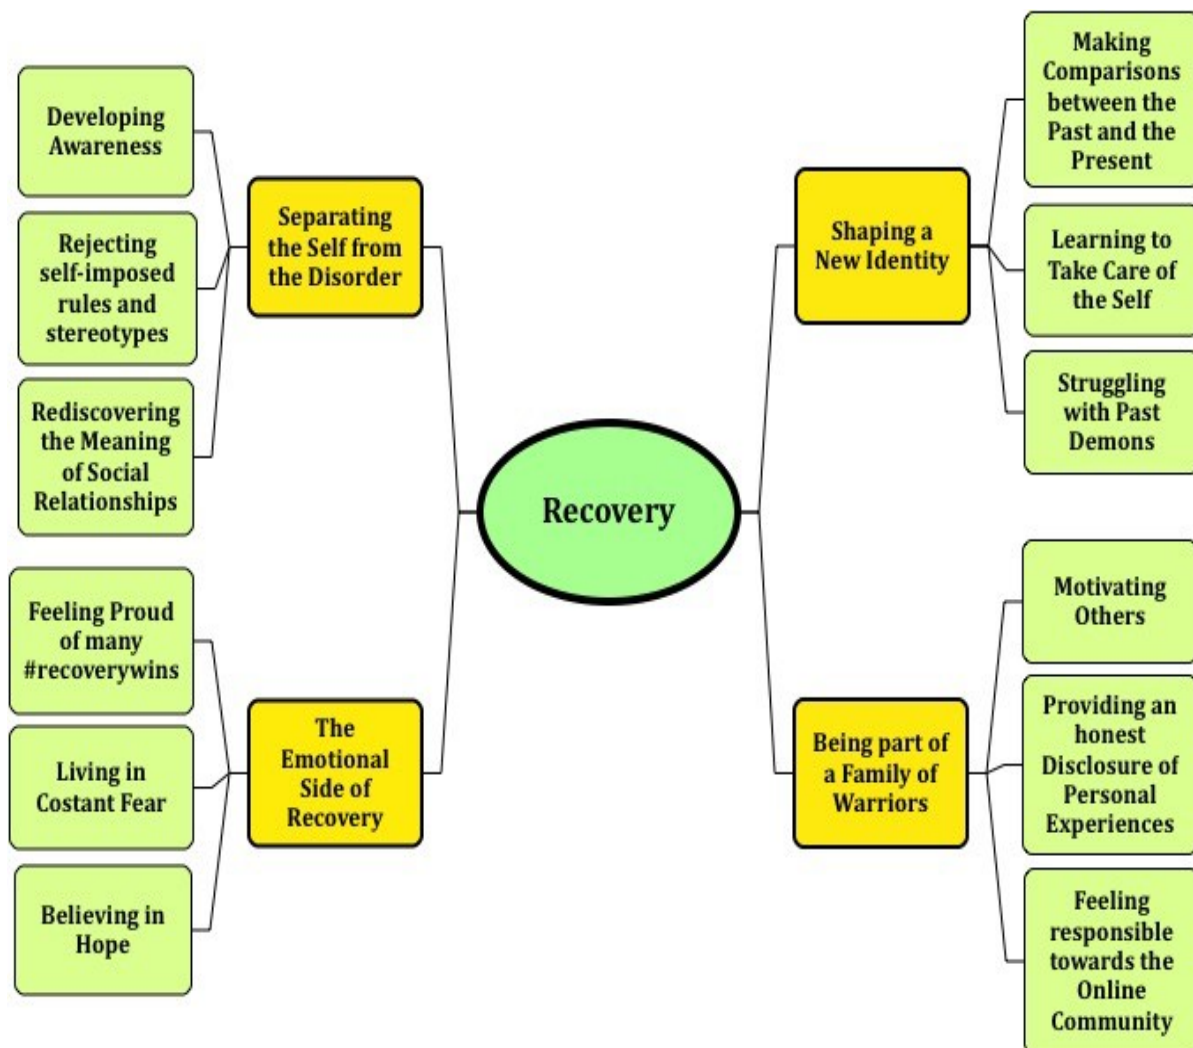 Developing
Awareness
Rejecting
self-imposed
rules and
stereotypes
Rediscovering
the Meaning
of Social
Relationships
Separating
the Self from
the Disorder
Feeling Proud
of many
#recoverywins
Living in
Costant Fear
Believing in
Hope
The
Emotional
Side of
Recovery
Recovery
Shaping a
New Identity
Making
Comparisons
between the
Past and the
Present
Learning to
Take Care of
the Self
Struggling
with Past
Demons
Being part of
a Family of
Warriors
Motivating
Others
Providing an
honest
Disclosure of
Personal
Experiences
Feeling
responsible
towards the
Online
Community